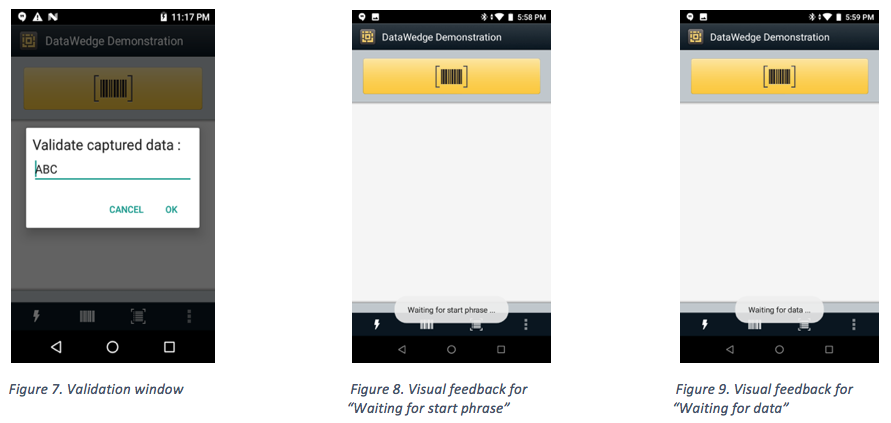 11:17 PM
DataWedge Demonstration
Validate captured data :
ABC
CANCEL OK
Figure 7. Validation window
5:58 PM
DataWedge Demonstration
Waiting for start phrase ...
Figure 8. Visual feedback for
“Waiting for start phrase”
5:59 PM
DataWedge Demonstration
Waiting for data ...
Figure 9. Visual feedback for
“Waiting for data”